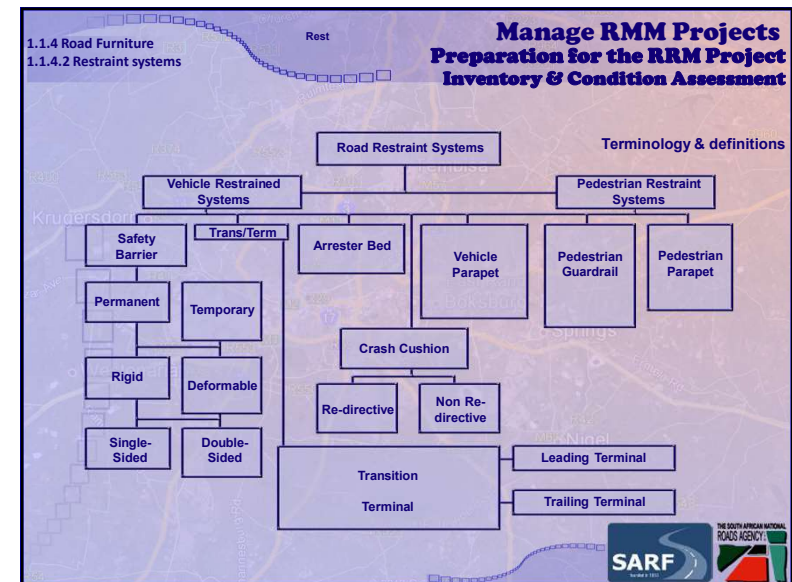 1.1.4 Road Furniture
1.1.4.2 Restraint systems
Rest
Manage RMM Projects
Preparation for the RRM Project
Inventory & Condition Assessment
Terminology & definitions
Road Restraint Systems
Vehicle Restrained
Systems
Pedestrian Restraint
Systems
Safety
Barrier
Trans/Term
Arrester Bed
Vehicle
Parapet
Pedestrian
Guardrail
Pedestrian
Parapet
Permanent
Temporary
Crash Cushion
Rigid
Deformable
Re-directive
Non Re-
directive
Single-
Sided
Double-
Sided
Transition
Terminal
Leading Terminal
Trailing Terminal
SARF
THE SOUTH AFRICAN NATIONAL
ROADS AGENCY
Krugersdorp
Tembisa
Springs